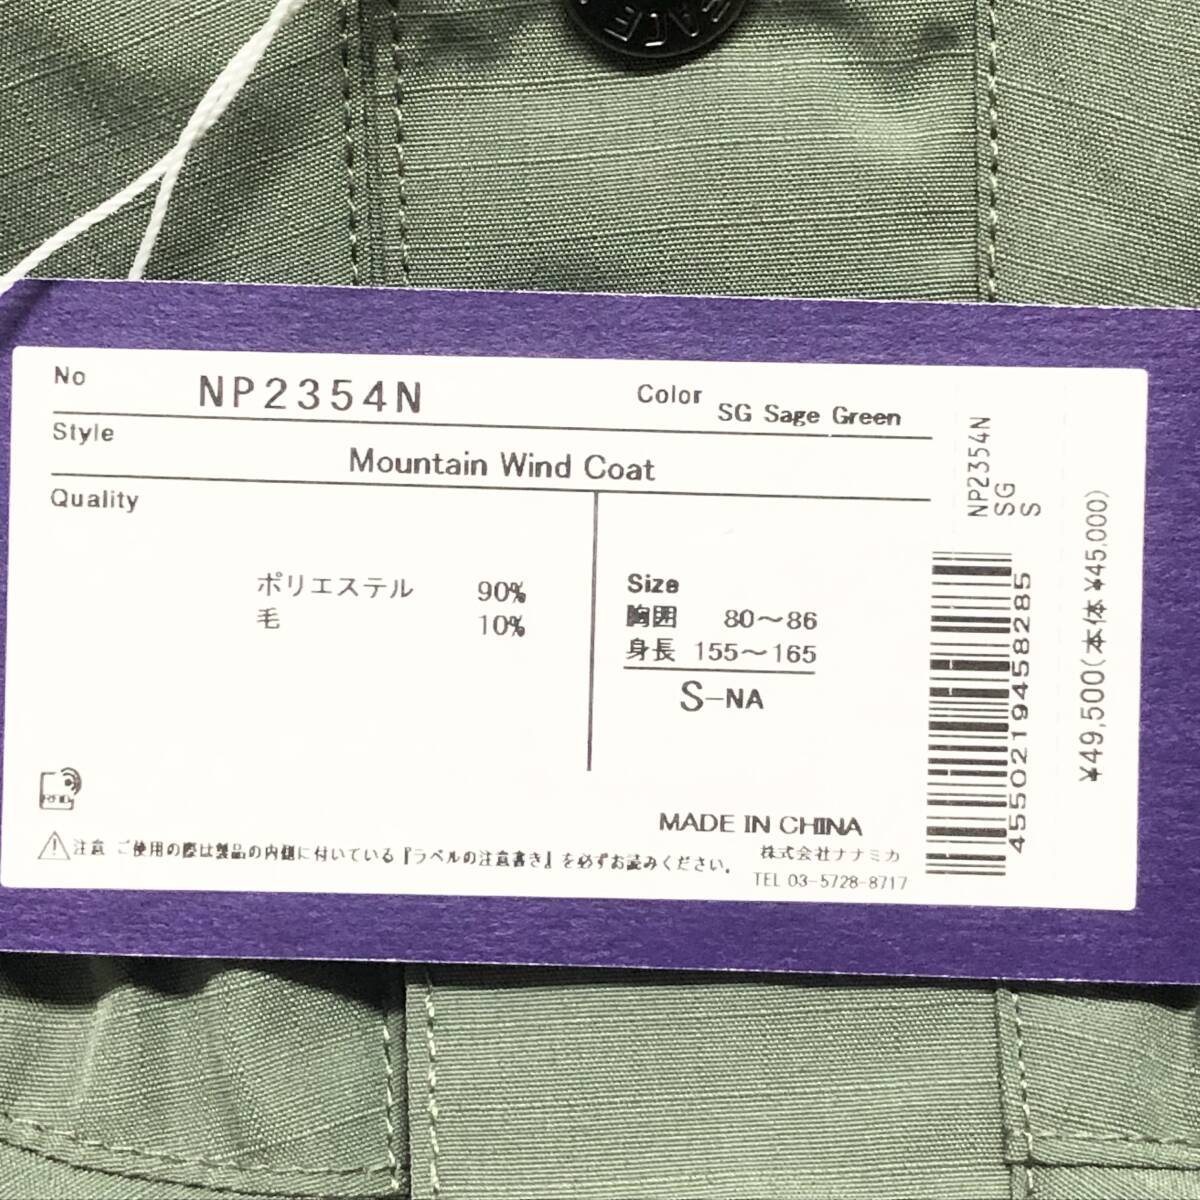 No NP2354N Color SG Sage Green
Style Mountain Wind Coat
Quality
ポリエステル 90%
毛 10%
Size
胸囲 80～86
身長 155～165
S-NA
RFID
MADE IN CHINA
⚠注意 ご使用の際は製品の内側に付いている『ラベルの注意書き』を必ずお読みください。
株式会社ナナミカ
TEL 03-5728-8717
NP2354N
SG
S
4550219458285
¥49,500(本体 ¥45,000)